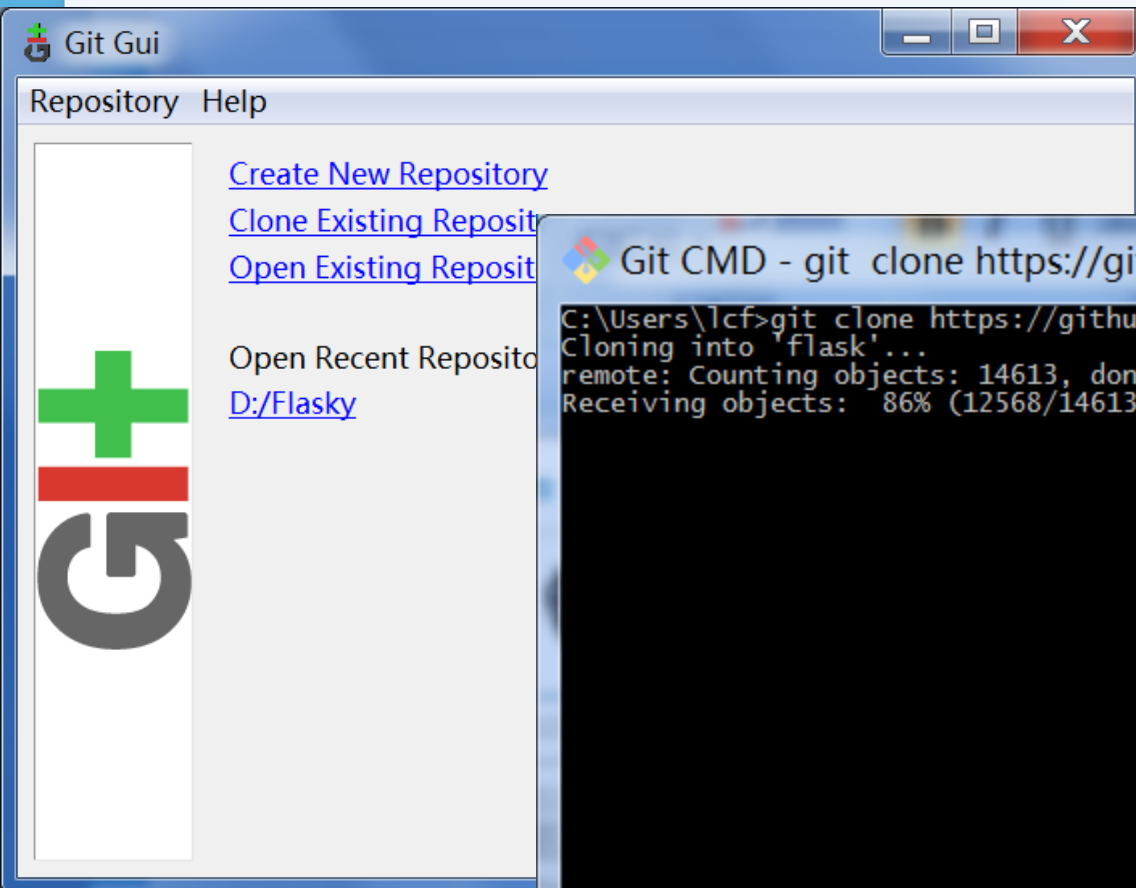 Git Gui
Repository Help
Create New Repository
Clone Existing Reposit
Open Existing Reposit
Open Recent Reposito
D:/Flasky
Git
Git CMD - git clone https://gi
C:\Users\lcf>git clone https://githu
Cloning into 'flask'...
remote: Counting objects: 14613, don
Receiving objects: 86% (12568/14613